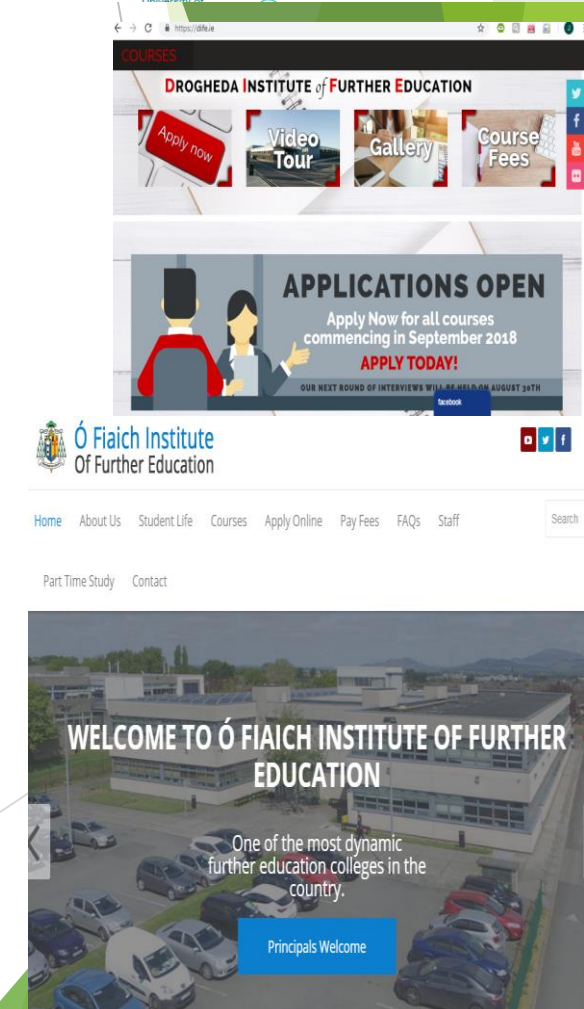 University of
https://dife.ie
COURSES
DROGHEDA INSTITUTE of FURTHER EDUCATION
Apply now
Video
Tour
Gallery
Course
Fees
APPLICATIONS OPEN
Apply Now for all courses
commencing in September 2018
APPLY TODAY!
OUR NEXT ROUND OF INTERVIEWS WILL BE HELD ON AUGUST 30TH
facebook
Ó Fiaich Institute
Of Further Education
Home About Us Student Life Courses Apply Online Pay Fees FAQs Staff Search
Part Time Study Contact
WELCOME TO Ó FIAICH INSTITUTE OF FURTHER
EDUCATION
One of the most dynamic
further education colleges in the
country.
Principals Welcome